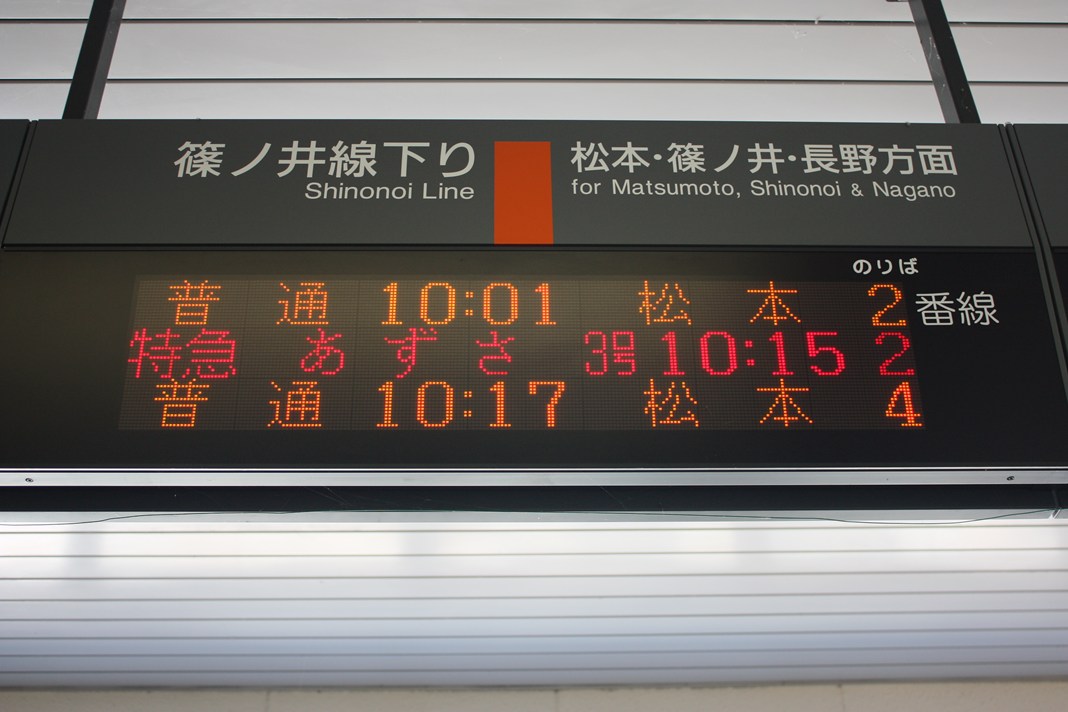 篠ノ井線下り
Shinonoi Line
松本・篠ノ井・長野方面
for Matsumoto, Shinonoi & Nagano
のりば
番線
普通 10:01 松本 2
特急 あずさ 3号 10:15 2
普通 10:17 松本 4